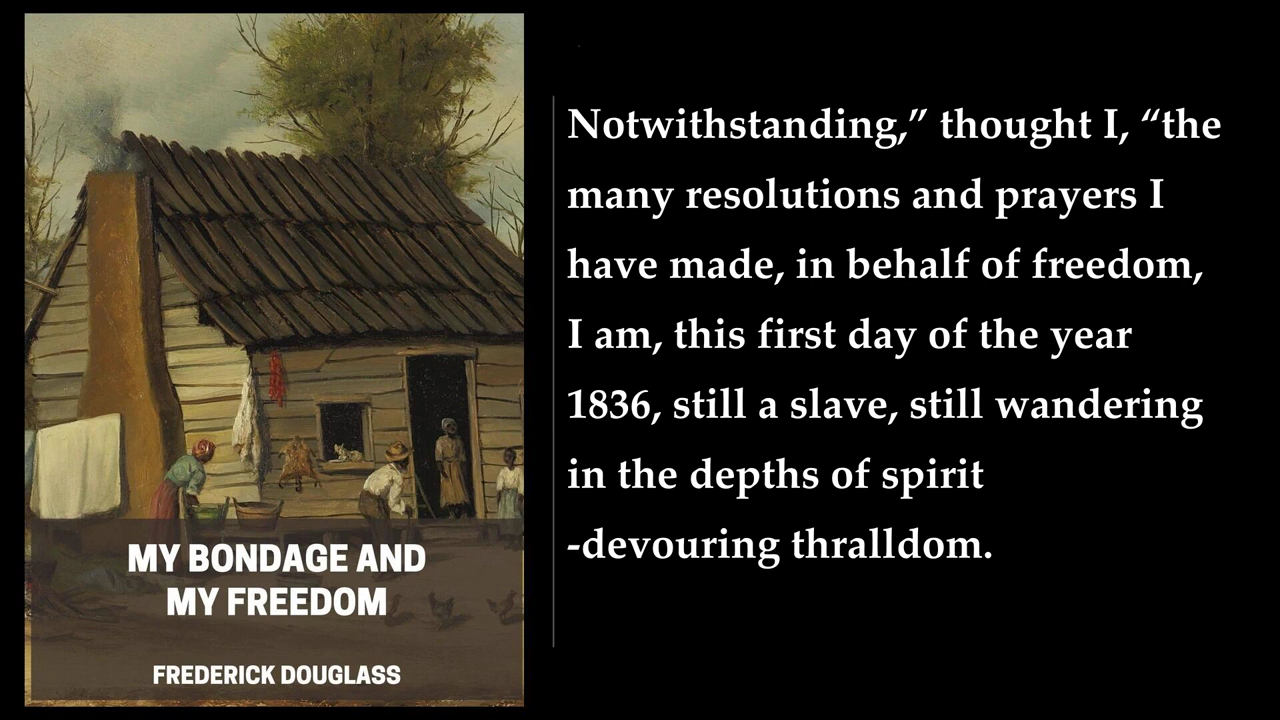 MY BONDAGE AND
MY FREEDOM
FREDERICK DOUGLASS
Notwithstanding,” thought I, “the
many resolutions and prayers I
have made, in behalf of freedom,
I am, this first day of the year
1836, still a slave, still wandering
in the depths of spirit
-devouring thralldom.